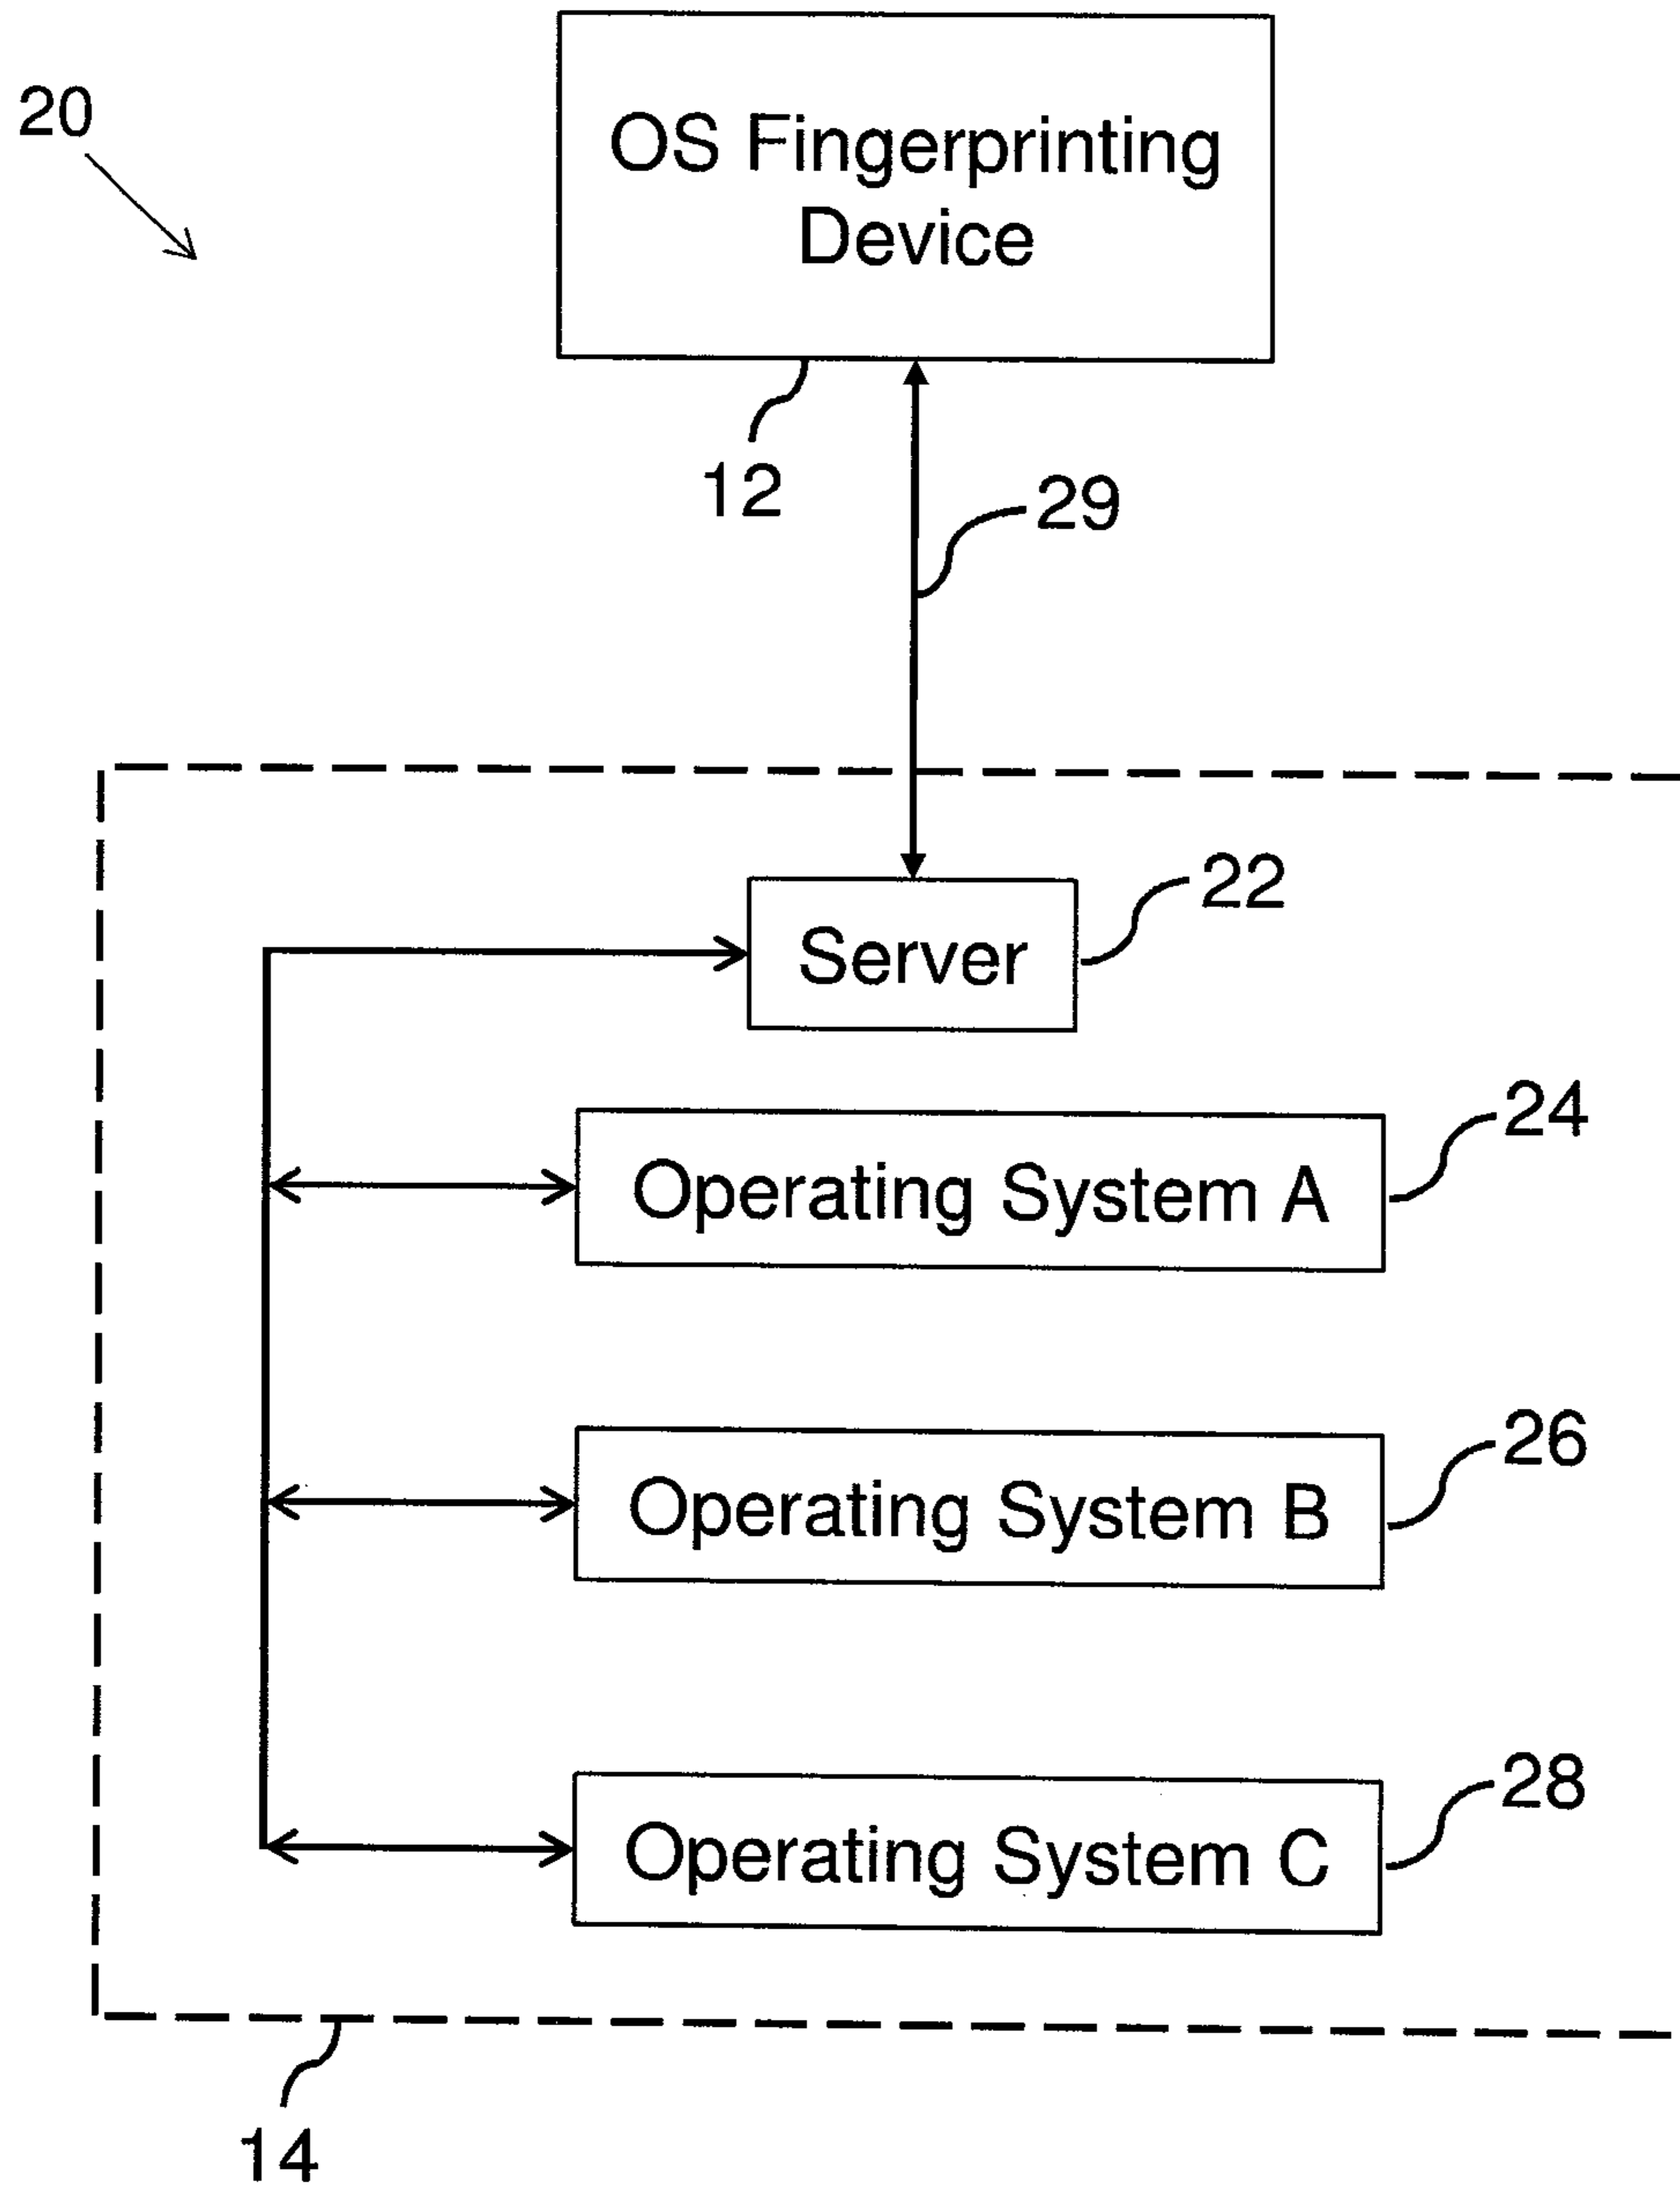 20
OS Fingerprinting
Device
12
29
22
Server
24
Operating System A
26
Operating System B
28
Operating System C
14